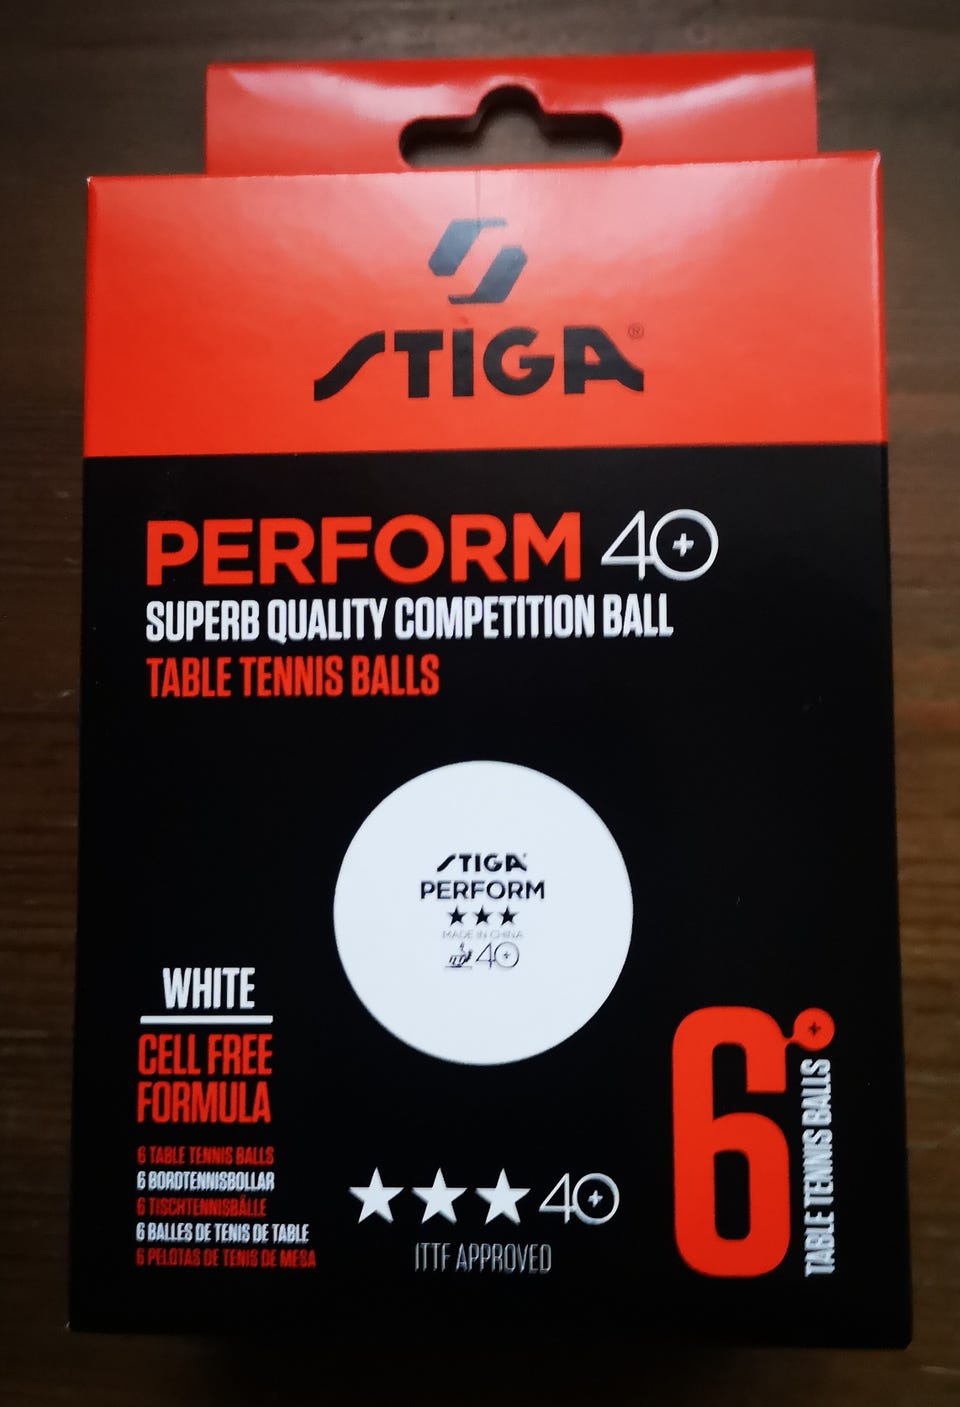 STIGA®
PERFORM 40+
SUPERB QUALITY COMPETITION BALL
TABLE TENNIS BALLS
STIGA
PERFORM
★★★
MADE IN CHINA
40+
WHITE
CELL FREE
FORMULA
6 TABLE TENNIS BALLS
6 BORDTENNISBOLLAR
6 TISCHTENNISBÄLLE
6 BALLES DE TENIS DE TABLE
6 PELOTAS DE TENIS DE MESA
★★★ 40+
ITTF APPROVED
6+
TABLE TENNIS BALLS